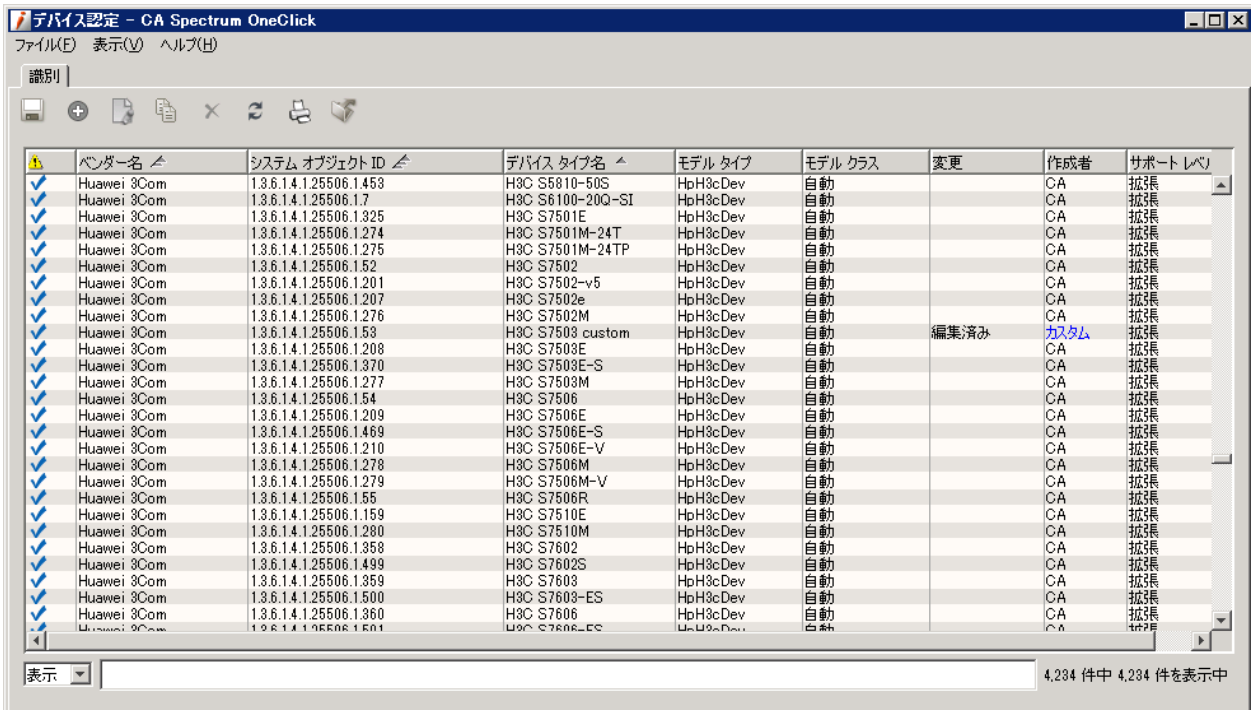 デバイス認定 - CA Spectrum OneClick
ファイル(F) 表示(V) ヘルプ(H)
識別
ベンダー名 システム オブジェクト ID デバイス タイプ名 モデル タイプ モデル クラス 変更 作成者 サポート レベル
Huawei 3Com 1.3.6.1.4.1.25506.1.453 H3C S5810-50S HpH3cDev 自動 CA 拡張
Huawei 3Com 1.3.6.1.4.1.25506.1.7 H3C S6100-20Q-SI HpH3cDev 自動 CA 拡張
Huawei 3Com 1.3.6.1.4.1.25506.1.325 H3C S7501E HpH3cDev 自動 CA 拡張
Huawei 3Com 1.3.6.1.4.1.25506.1.274 H3C S7501M-24T HpH3cDev 自動 CA 拡張
Huawei 3Com 1.3.6.1.4.1.25506.1.275 H3C S7501M-24TP HpH3cDev 自動 CA 拡張
Huawei 3Com 1.3.6.1.4.1.25506.1.52 H3C S7502 HpH3cDev 自動 CA 拡張
Huawei 3Com 1.3.6.1.4.1.25506.1.201 H3C S7502-v5 HpH3cDev 自動 CA 拡張
Huawei 3Com 1.3.6.1.4.1.25506.1.207 H3C S7502e HpH3cDev 自動 CA 拡張
Huawei 3Com 1.3.6.1.4.1.25506.1.276 H3C S7502M HpH3cDev 自動 CA 拡張
Huawei 3Com 1.3.6.1.4.1.25506.1.53 H3C S7503 custom HpH3cDev 自動 編集済み カスタム 拡張
Huawei 3Com 1.3.6.1.4.1.25506.1.208 H3C S7503E HpH3cDev 自動 CA 拡張
Huawei 3Com 1.3.6.1.4.1.25506.1.370 H3C S7503E-S HpH3cDev 自動 CA 拡張
Huawei 3Com 1.3.6.1.4.1.25506.1.277 H3C S7503M HpH3cDev 自動 CA 拡張
Huawei 3Com 1.3.6.1.4.1.25506.1.54 H3C S7506 HpH3cDev 自動 CA 拡張
Huawei 3Com 1.3.6.1.4.1.25506.1.209 H3C S7506E HpH3cDev 自動 CA 拡張
Huawei 3Com 1.3.6.1.4.1.25506.1.469 H3C S7506E-S HpH3cDev 自動 CA 拡張
Huawei 3Com 1.3.6.1.4.1.25506.1.210 H3C S7506E-V HpH3cDev 自動 CA 拡張
Huawei 3Com 1.3.6.1.4.1.25506.1.278 H3C S7506M HpH3cDev 自動 CA 拡張
Huawei 3Com 1.3.6.1.4.1.25506.1.279 H3C S7506M-V HpH3cDev 自動 CA 拡張
Huawei 3Com 1.3.6.1.4.1.25506.1.55 H3C S7506R HpH3cDev 自動 CA 拡張
Huawei 3Com 1.3.6.1.4.1.25506.1.159 H3C S7510E HpH3cDev 自動 CA 拡張
Huawei 3Com 1.3.6.1.4.1.25506.1.280 H3C S7510M HpH3cDev 自動 CA 拡張
Huawei 3Com 1.3.6.1.4.1.25506.1.358 H3C S7602 HpH3cDev 自動 CA 拡張
Huawei 3Com 1.3.6.1.4.1.25506.1.499 H3C S7602S HpH3cDev 自動 CA 拡張
Huawei 3Com 1.3.6.1.4.1.25506.1.359 H3C S7603 HpH3cDev 自動 CA 拡張
Huawei 3Com 1.3.6.1.4.1.25506.1.500 H3C S7603-ES HpH3cDev 自動 CA 拡張
Huawei 3Com 1.3.6.1.4.1.25506.1.360 H3C S7606 HpH3cDev 自動 CA 拡張
Huawei 3Com 1.3.6.1.4.1.25506.1.501 H3C S7606-ES HpH3cDev 自動 CA 拡張
表示 4,234 件中 4,234 件を表示中